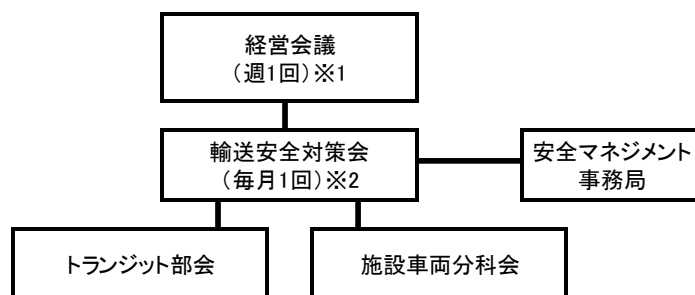 経営会議
(週1回)※1
輸送安全対策会
(毎月1回)※2
安全マネジメント
事務局
トランジット部会
施設車両分科会